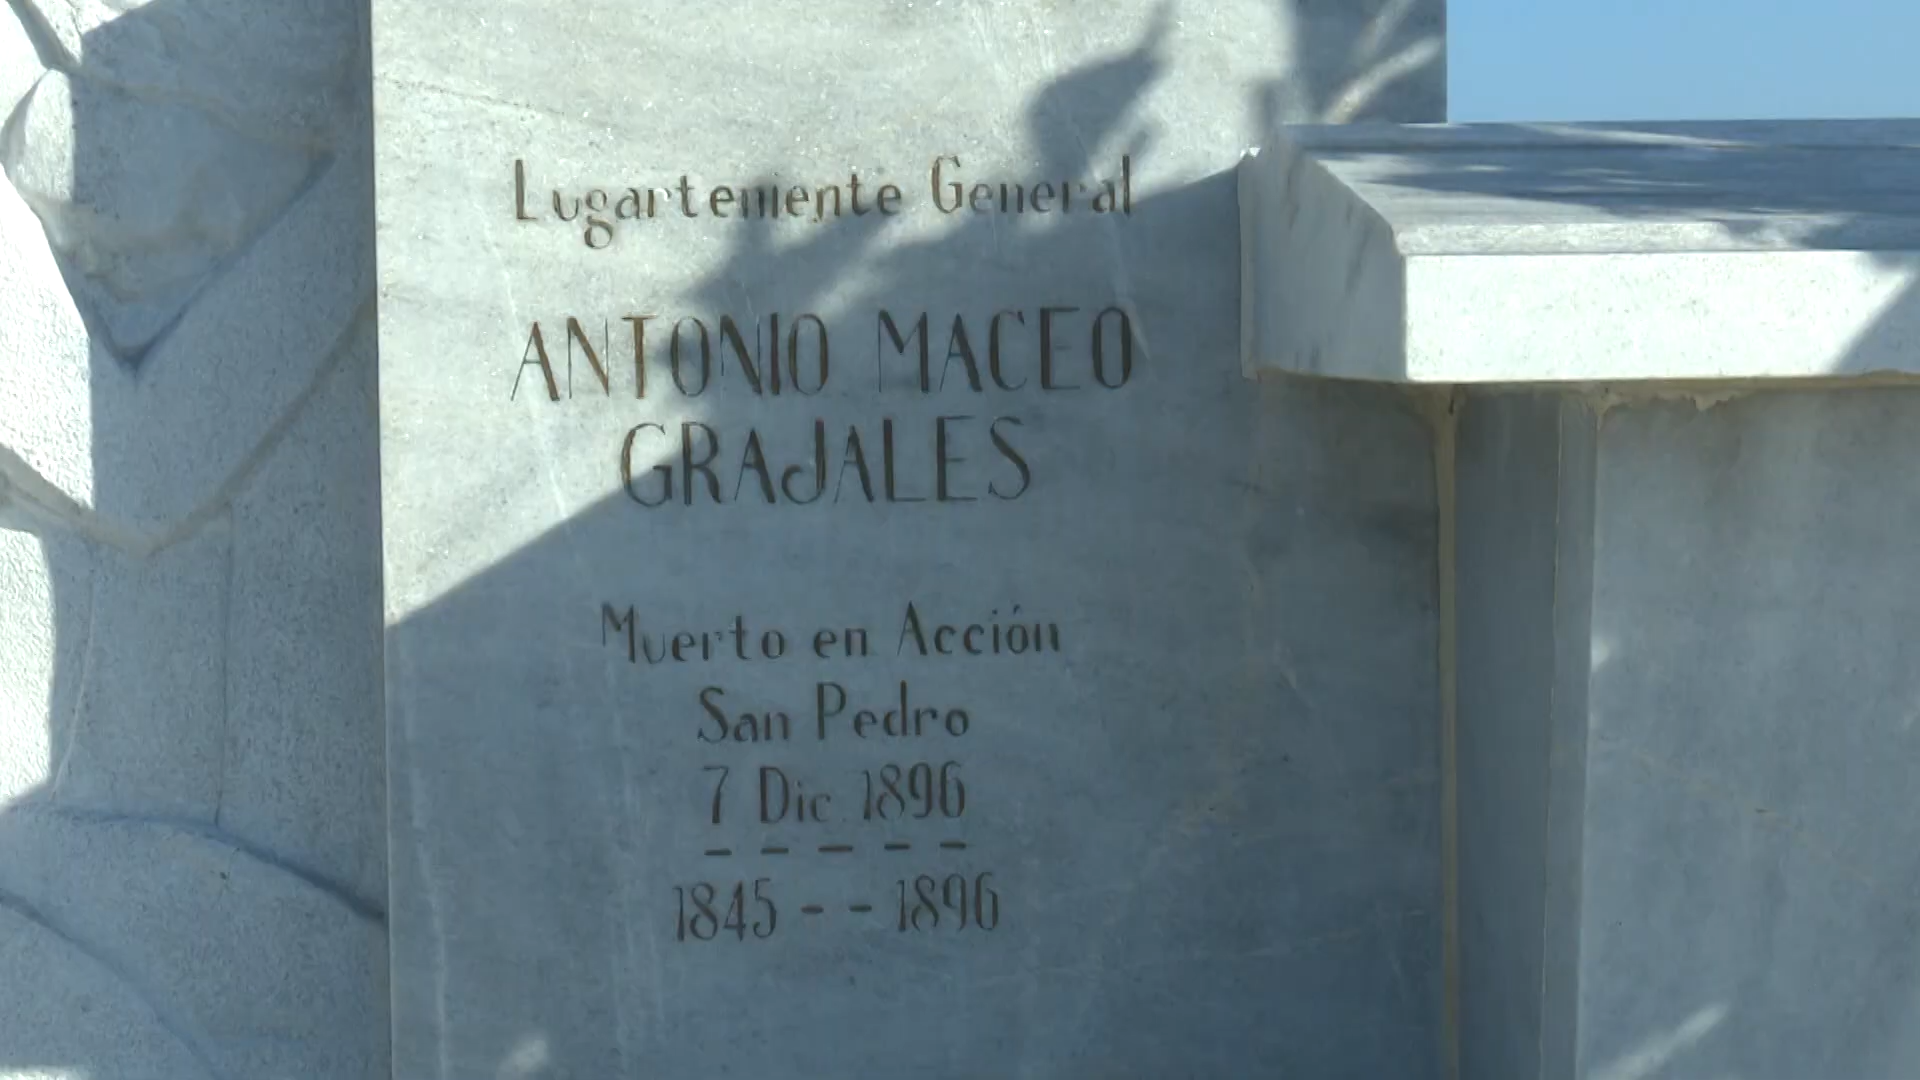 Lugarteniente General
ANTONIO MACEO
GRAJALES
Muerto en Acción
San Pedro
7 Dic 1896
- - - - -
1845 - - 1896